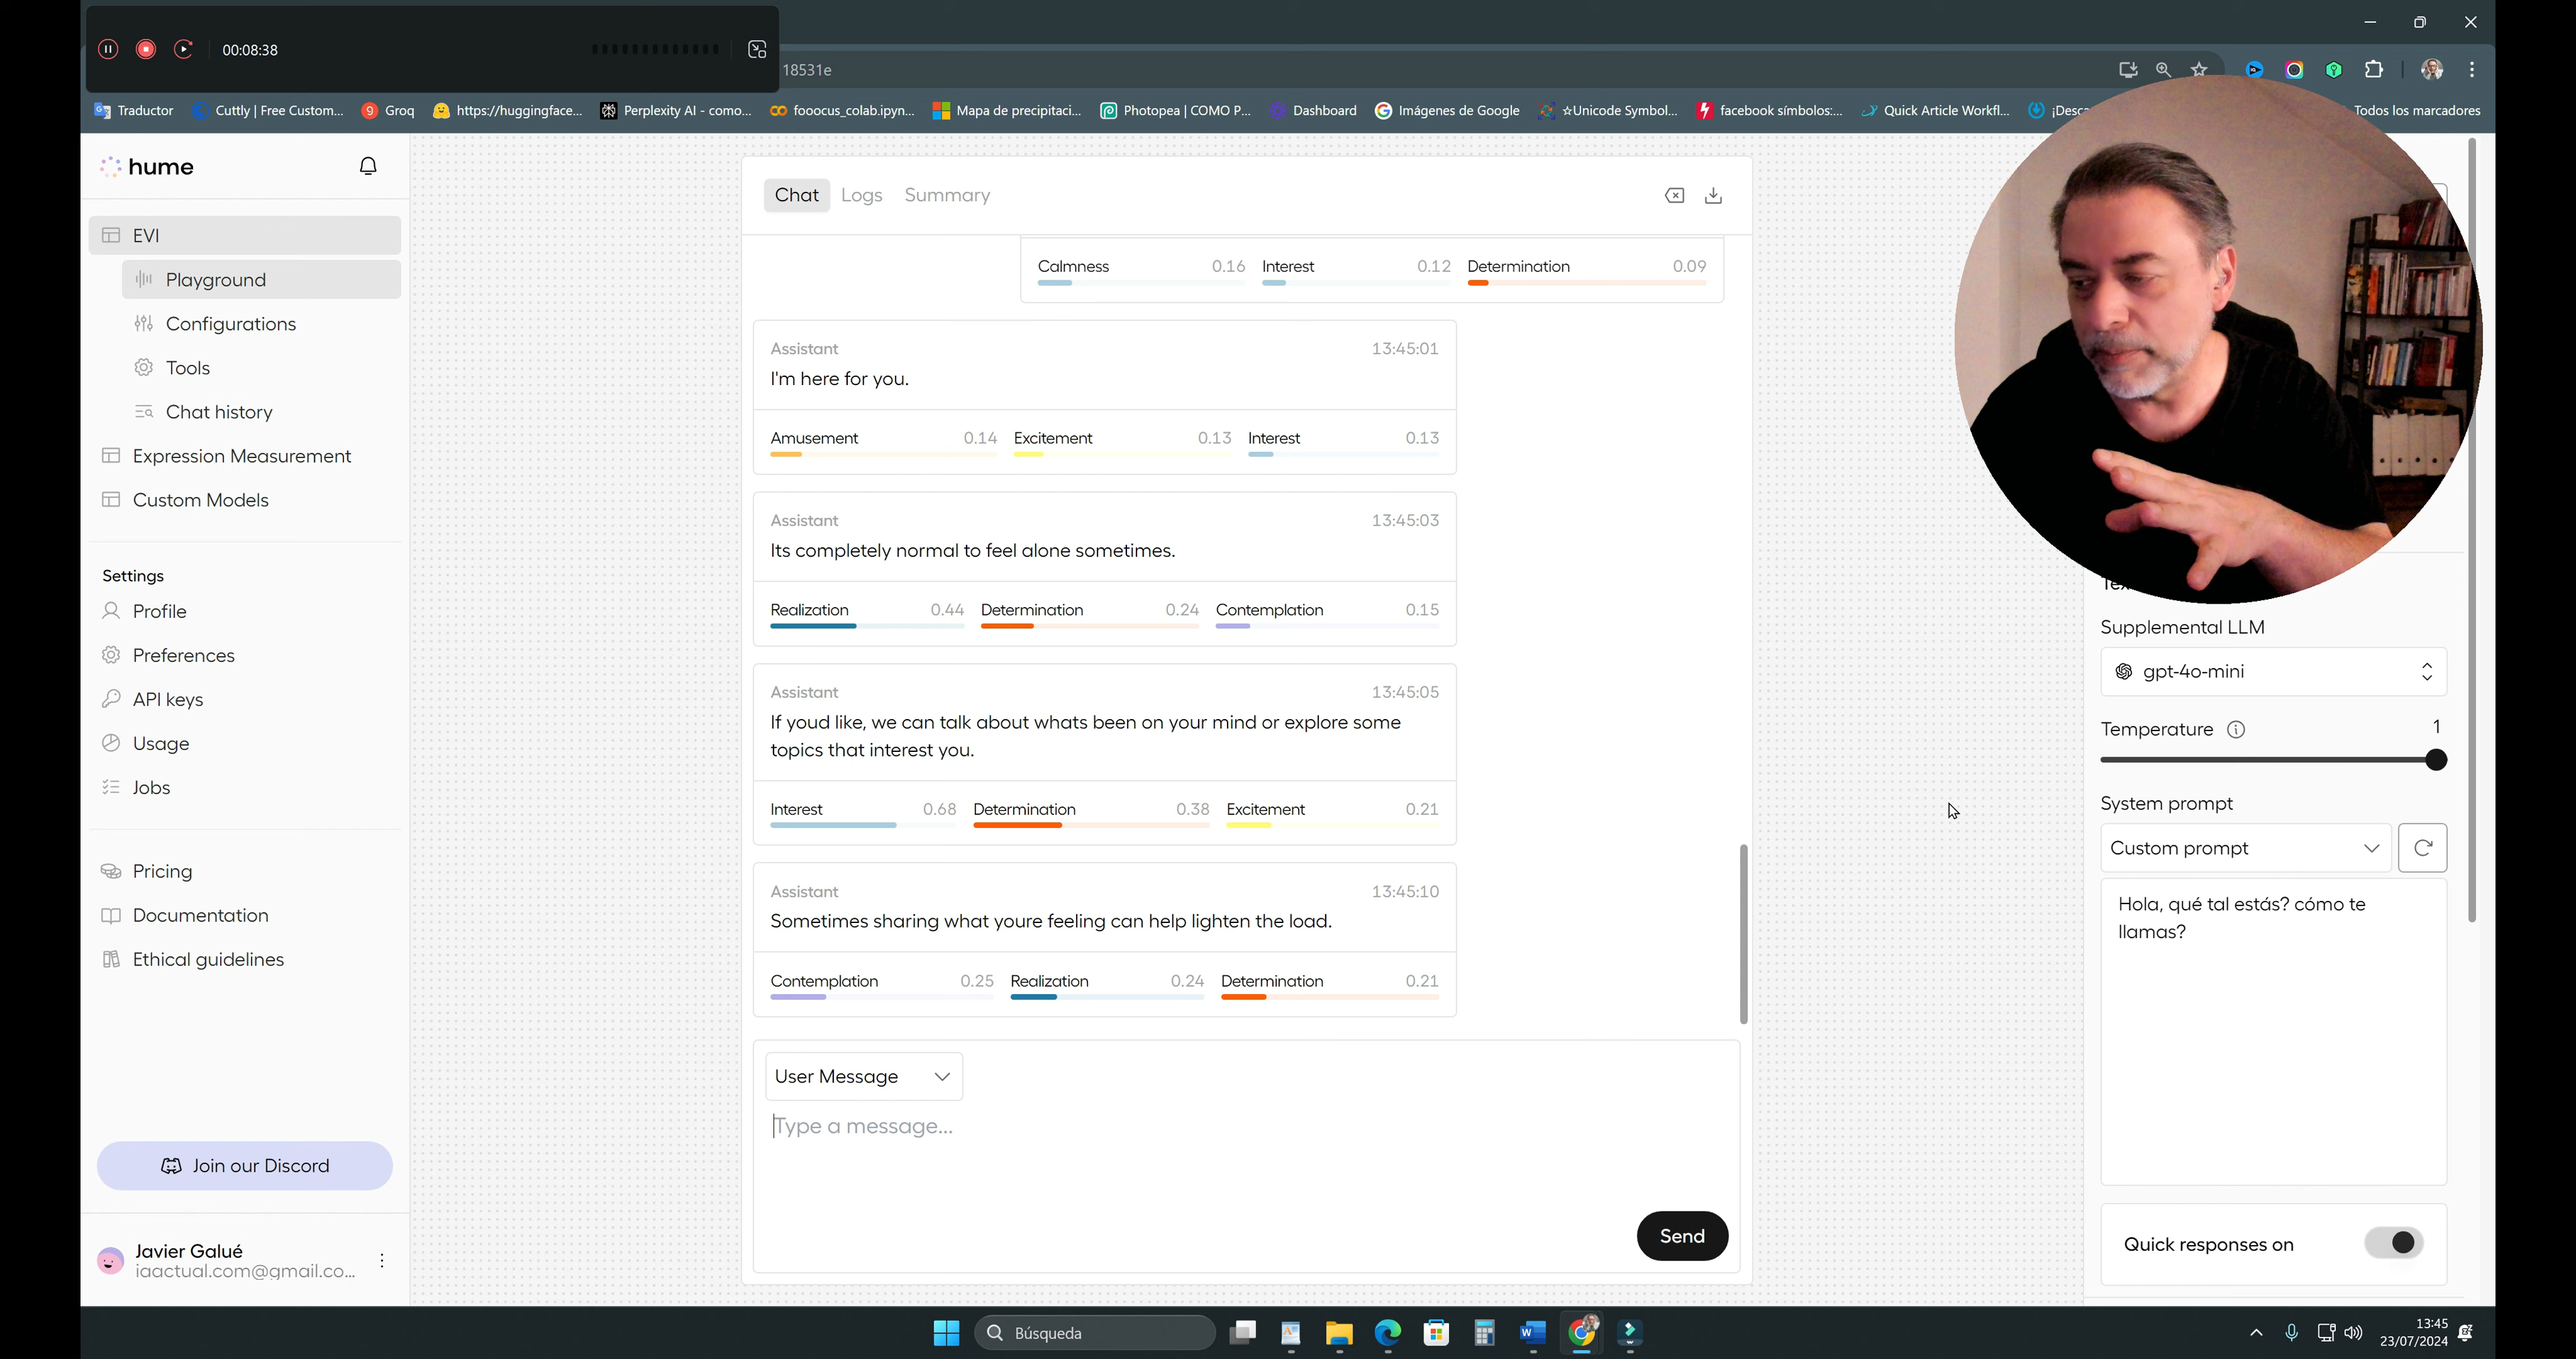 00:08:38
18531e
Traductor
Cuttly | Free Custom...
Groq
https://huggingface...
Perplexity AI - como...
fooocus_colab.ipyn...
Mapa de precipitaci...
Photopea | COMO P...
Dashboard
Imágenes de Google
☆Unicode Symbol...
facebook símbolos:...
Quick Article Workfl...
Todos los marcadores
hume
EVI
Playground
Configurations
Tools
Chat history
Expression Measurement
Custom Models
Settings
Profile
Preferences
API keys
Usage
Jobs
Pricing
Documentation
Ethical guidelines
Join our Discord
Javier Galué
iaactual.com@gmail.co...
Chat Logs Summary
Calmness 0.16 Interest 0.12 Determination 0.09
Assistant 13:45:01
I'm here for you.
Amusement 0.14 Excitement 0.13 Interest 0.13
Assistant 13:45:03
Its completely normal to feel alone sometimes.
Realization 0.44 Determination 0.24 Contemplation 0.15
Assistant 13:45:05
If youd like, we can talk about whats been on your mind or explore some
topics that interest you.
Interest 0.68 Determination 0.38 Excitement 0.21
Assistant 13:45:10
Sometimes sharing what youre feeling can help lighten the load.
Contemplation 0.25 Realization 0.24 Determination 0.21
User Message
Type a message...
Send
Supplemental LLM
gpt-4o-mini
Temperature 1
System prompt
Custom prompt
Hola, qué tal estás? cómo te
llamas?
Quick responses on
Búsqueda
13:45
23/07/2024